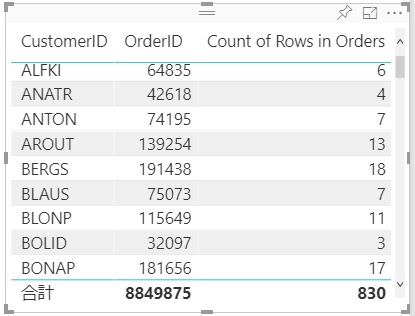 CustomerID OrderID Count of Rows in Orders
ALFKI 64835 6
ANATR 42618 4
ANTON 74195 7
AROUT 139254 13
BERGS 191438 18
BLAUS 75073 7
BLONP 115649 11
BOLID 32097 3
BONAP 181656 17
合計 8849875 830